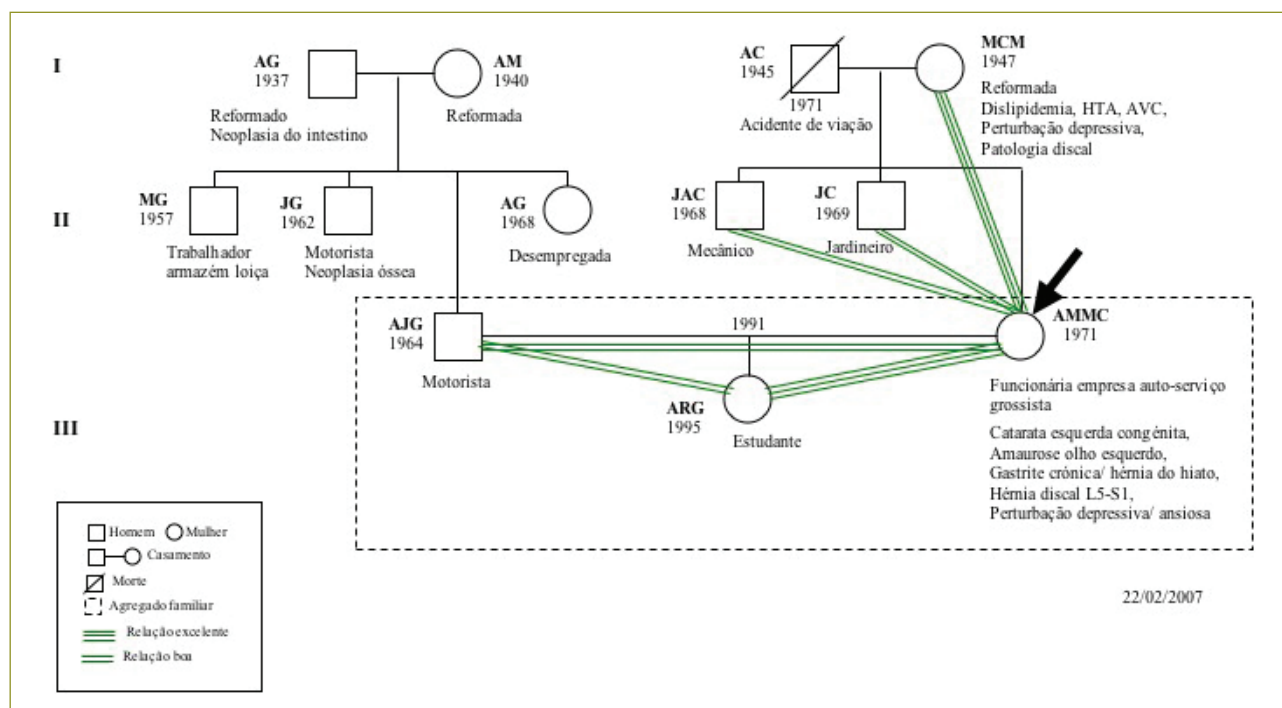 I
AG
1937
Reformado
Neoplasia do intestino
AM
1940
Reformada
AC
1945
1971
Acidente de viação
MCM
1947
Reformada
Dislipidemia, HTA, AVC,
Perturbação depressiva,
Patologia discal
II
MG
1957
Trabalhador
armazém loiça
JG
1962
Motorista
Neoplasia óssea
AG
1968
Desempregada
JAC
1968
Mecânico
JC
1969
Jardineiro
AJG
1964
Motorista
1991
AMMC
1971
Funcionária empresa auto-serviço
grossista
Catarata esquerda congénita,
Amaurose olho esquerdo,
Gastrite crónica/ hérnia do hiato,
Hérnia discal L5-S1,
Perturbação depressiva/ ansiosa
III
ARG
1995
Estudante
Homem Mulher
Casamento
Morte
Agregado familiar
Relação excelente
Relação boa
22/02/2007